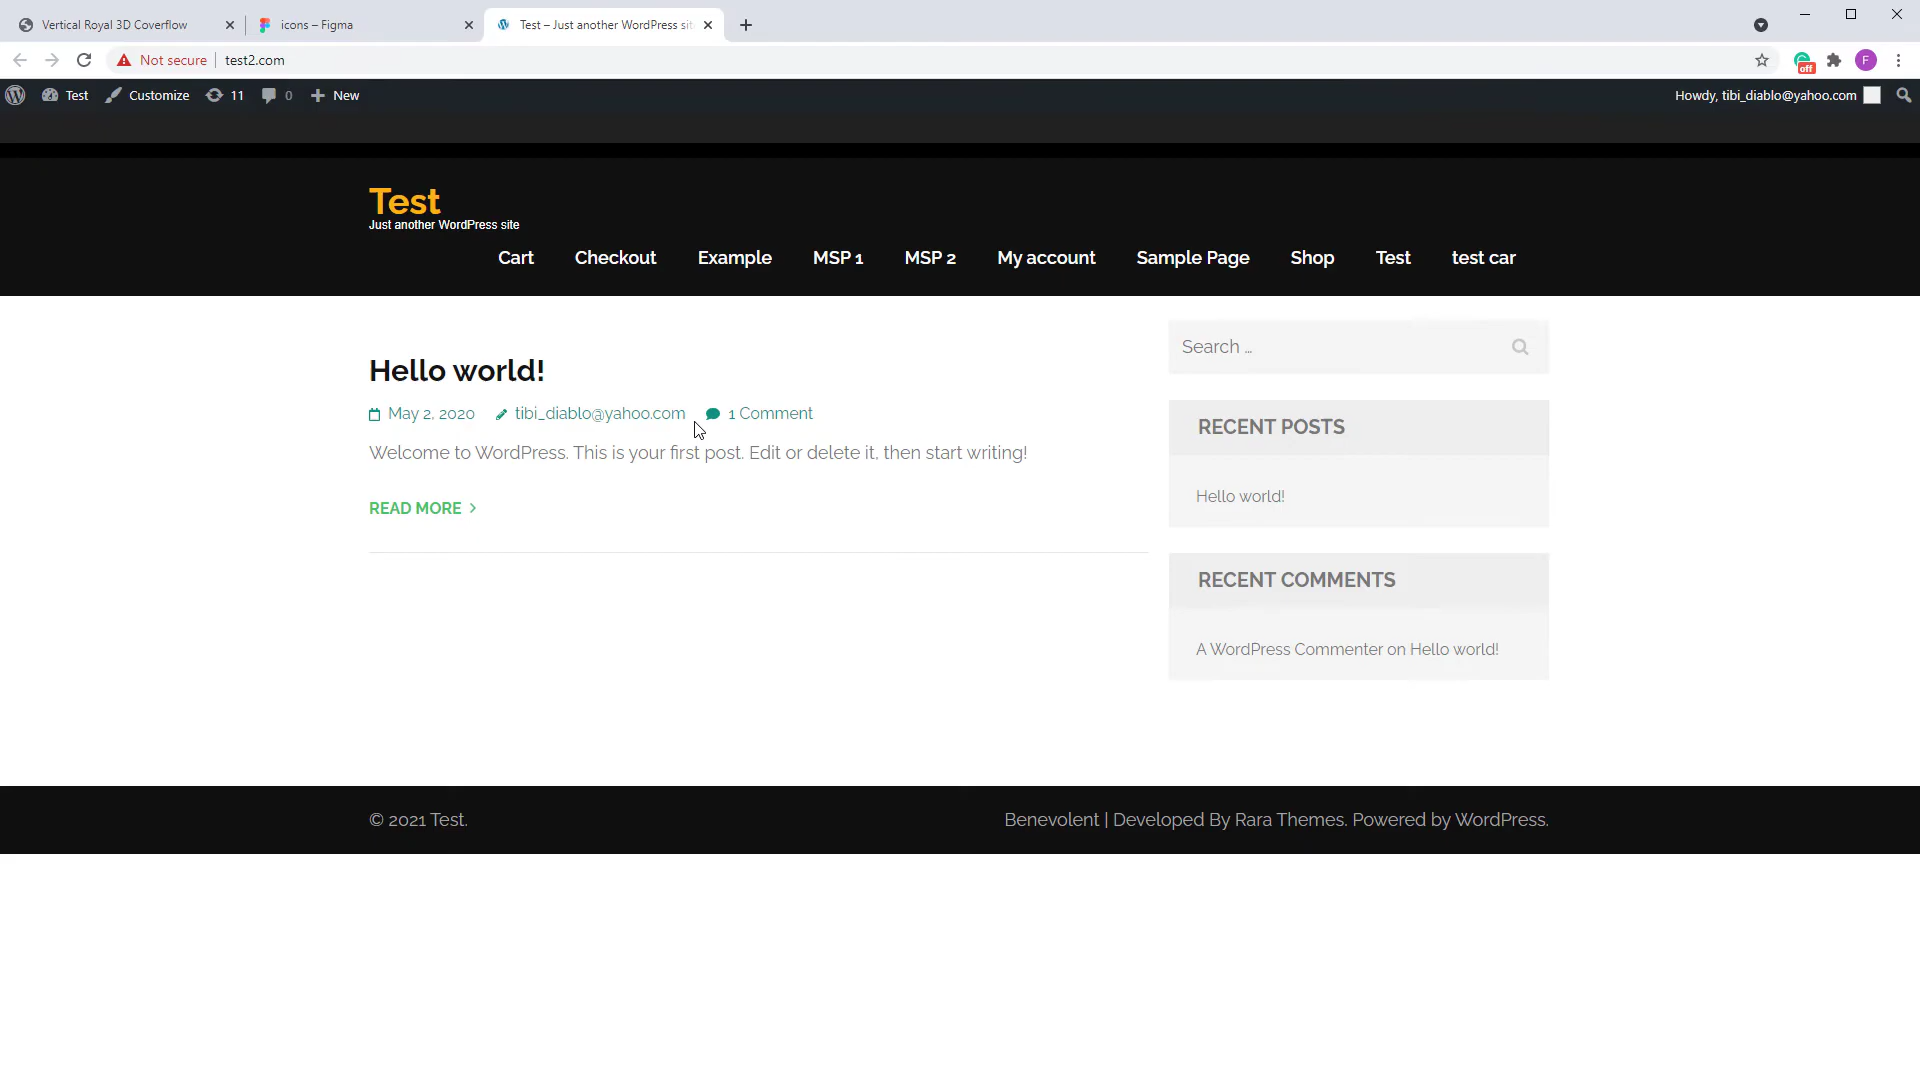 Vertical Royal 3D Coverflow
icons – Figma
Test – Just another WordPress sit
Not secure
test2.com
off
F
Test
Customize
11
0
New
Howdy, tibi_diablo@yahoo.com
Test
Just another WordPress site
Cart
Checkout
Example
MSP 1
MSP 2
My account
Sample Page
Shop
Test
test car
Hello world!
May 2, 2020
tibi_diablo@yahoo.com
1 Comment
Welcome to WordPress. This is your first post. Edit or delete it, then start writing!
READ MORE
Search …
RECENT POSTS
Hello world!
RECENT COMMENTS
A WordPress Commenter on Hello world!
© 2021 Test.
Benevolent | Developed By Rara Themes. Powered by WordPress.